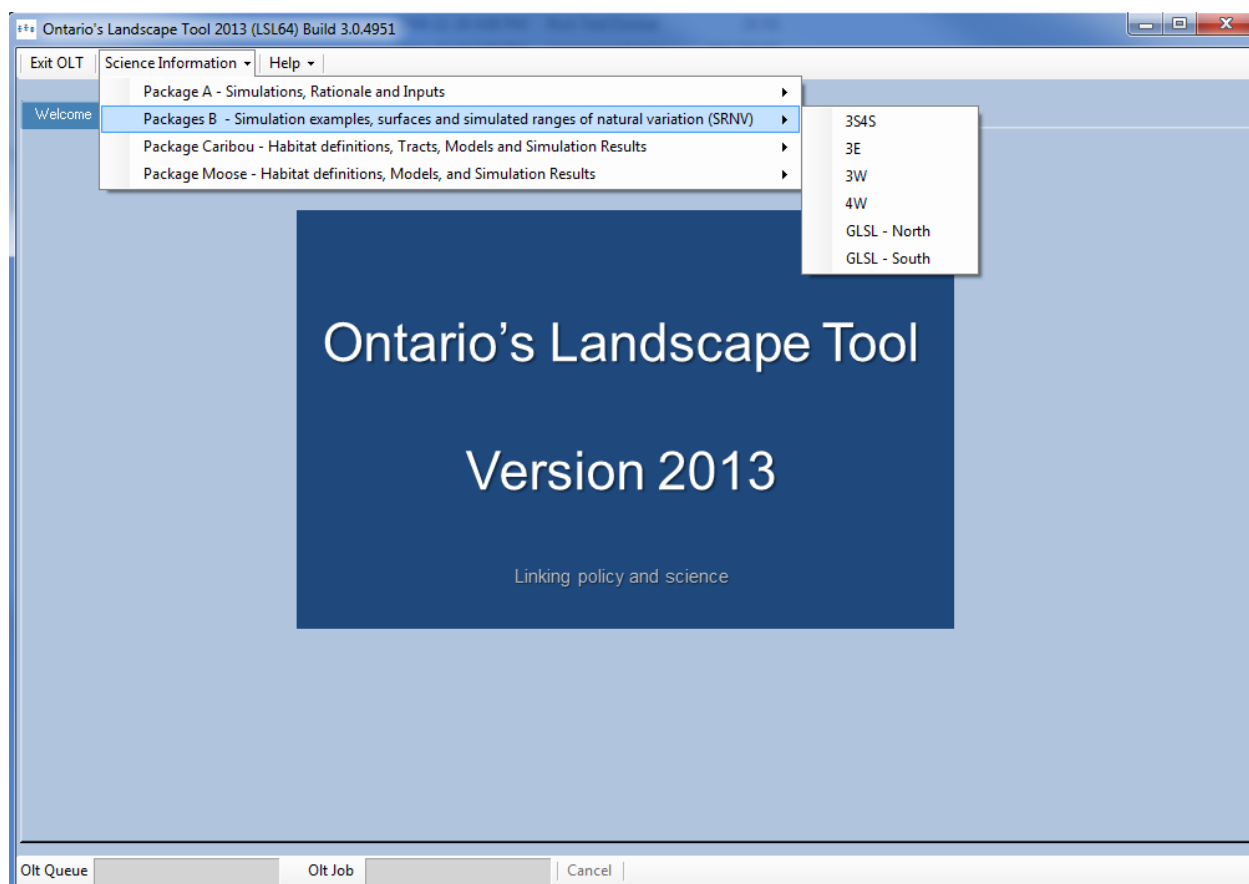 Ontario's Landscape Tool 2013 (LSL64) Build 3.0.4951
Exit OLT Science Information Help
Package A - Simulations, Rationale and Inputs
Welcome
Packages B  - Simulation examples, surfaces and simulated ranges of natural variation (SRNV)
3S4S
Package Caribou - Habitat definitions, Tracts, Models and Simulation Results
3E
Package Moose - Habitat definitions, Models, and Simulation Results
3W
4W
GLSL - North
GLSL - South
Ontario’s Landscape Tool
Version 2013
Linking policy and science
Olt Queue Olt Job Cancel